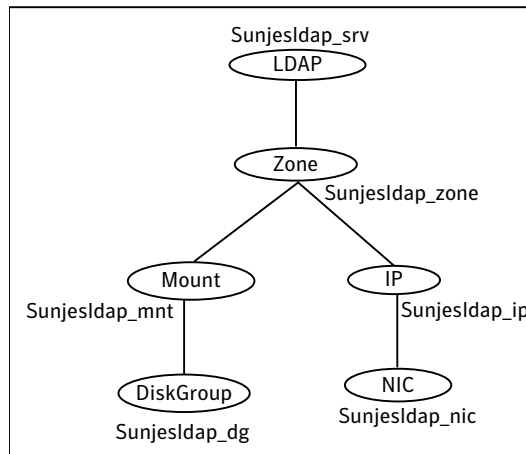 Sunjesldap_srv
LDAP
Zone
Sunjesldap_zone
Mount
IP
Sunjesldap_mnt
Sunjesldap_ip
DiskGroup
NIC
Sunjesldap_dg
Sunjesldap_nic